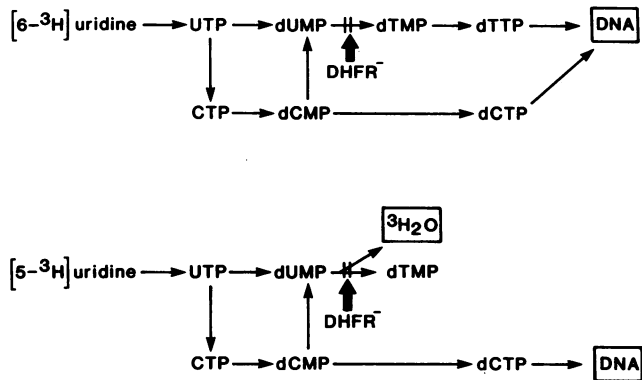 [6-³H] uridine UTP dUMP dTMP dTTP DNA
DHFR⁻
CTP dCMP dCTP
³H₂O
[5-³H] uridine UTP dUMP dTMP
DHFR⁻
CTP dCMP dCTP DNA